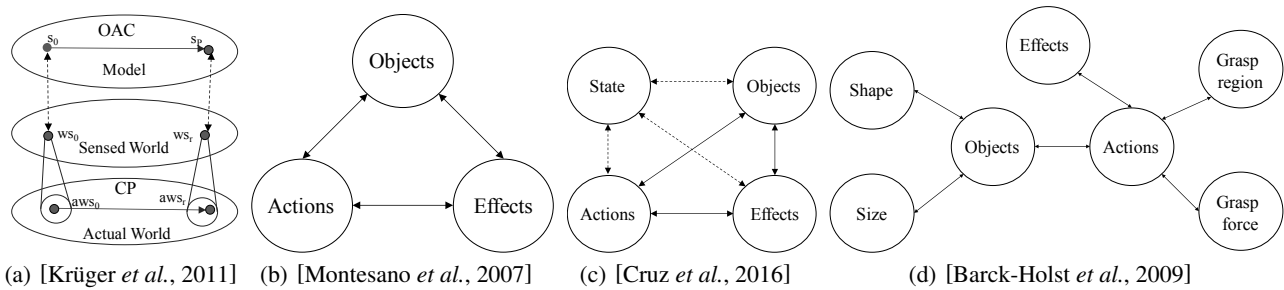 OAC
s0
sP
Model
ws0
wsr
Sensed World
CP
aws0
awsr
Actual World
(a) [Krüger et al., 2011]
Objects
Actions
Effects
(b) [Montesano et al., 2007]
State
Objects
Actions
Effects
(c) [Cruz et al., 2016]
Effects
Grasp
region
Shape
Objects
Actions
Size
Grasp
force
(d) [Barck-Holst et al., 2009]